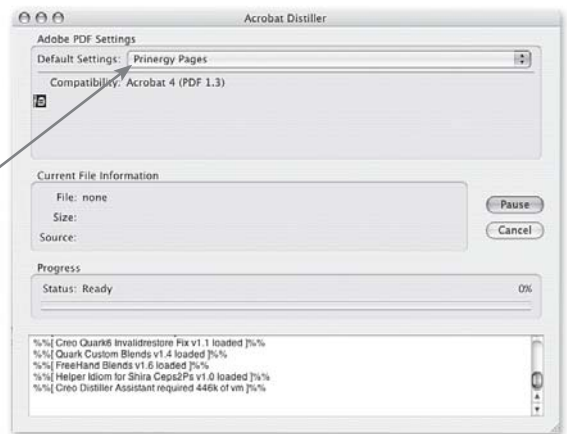 Acrobat Distiller
Adobe PDF Settings
Default Settings: Prinergy Pages
Compatibility: Acrobat 4 (PDF 1.3)
Current File Information
File: none
Size:
Source:
Pause
Cancel
Progress
Status: Ready 0%
%%[ Creo Quark6 Invalidrestore Fix v1.1 loaded ]%%
%%[ Quark Custom Blends v1.4 loaded ]%%
%%[ FreeHand Blends v1.6 loaded ]%%
%%[ Helper Idiom for Shira Ceps2Ps v1.0 loaded ]%%
%%[ Creo Distiller Assistant required 446k of vm ]%%